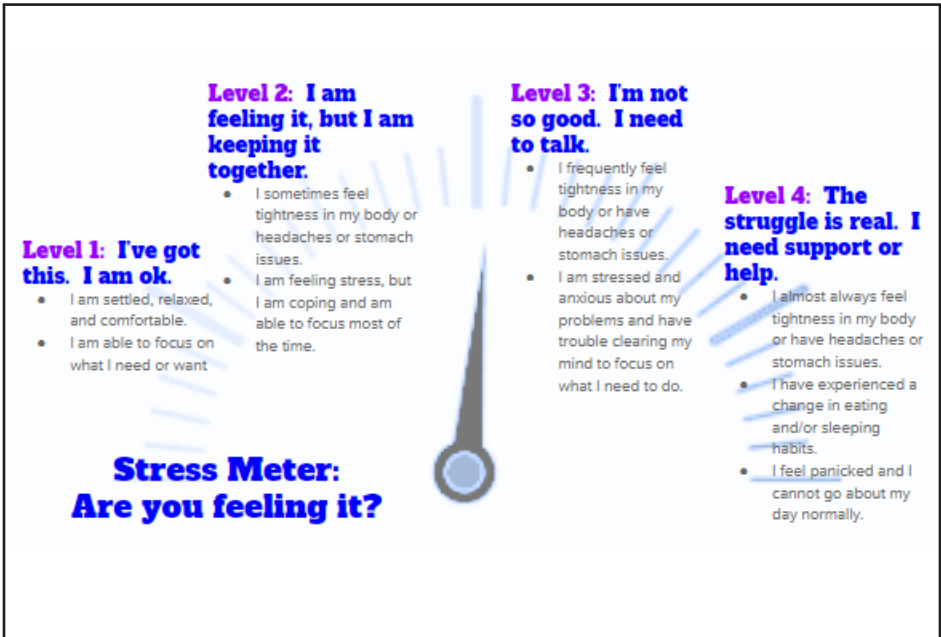 Level 1: I've got
this. I am ok.
● I am settled, relaxed,
and comfortable.
● I am able to focus on
what I need or want
Level 2: I am
feeling it, but I am
keeping it
together.
● I sometimes feel
tightness in my body or
headaches or stomach
issues.
● I am feeling stress, but
I am coping and am
able to focus most of
the time.
Level 3: I'm not
so good. I need
to talk.
● I frequently feel
tightness in my
body or have
headaches or
stomach issues.
● I am stressed and
anxious about my
problems and have
trouble clearing my
mind to focus on
what I need to do.
Level 4: The
struggle is real. I
need support or
help.
● I almost always feel
tightness in my body
or have headaches or
stomach issues.
● I have experienced a
change in eating
and/or sleeping
habits.
● I feel panicked and I
cannot go about my
day normally.
Stress Meter:
Are you feeling it?